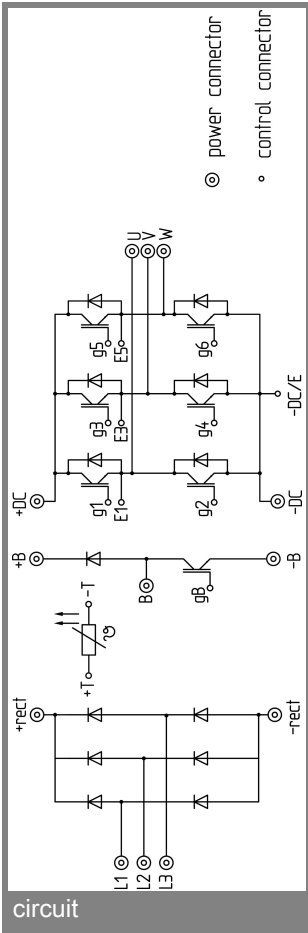 power connector
control connector
U
V
W
g5
E5
g6
g3
E3
g4
g1
E1
g2
+DC
-DC
-DC/E
+B
B
gB
-B
+T
-T
ϑ
+rect
-rect
L1
L2
L3
circuit